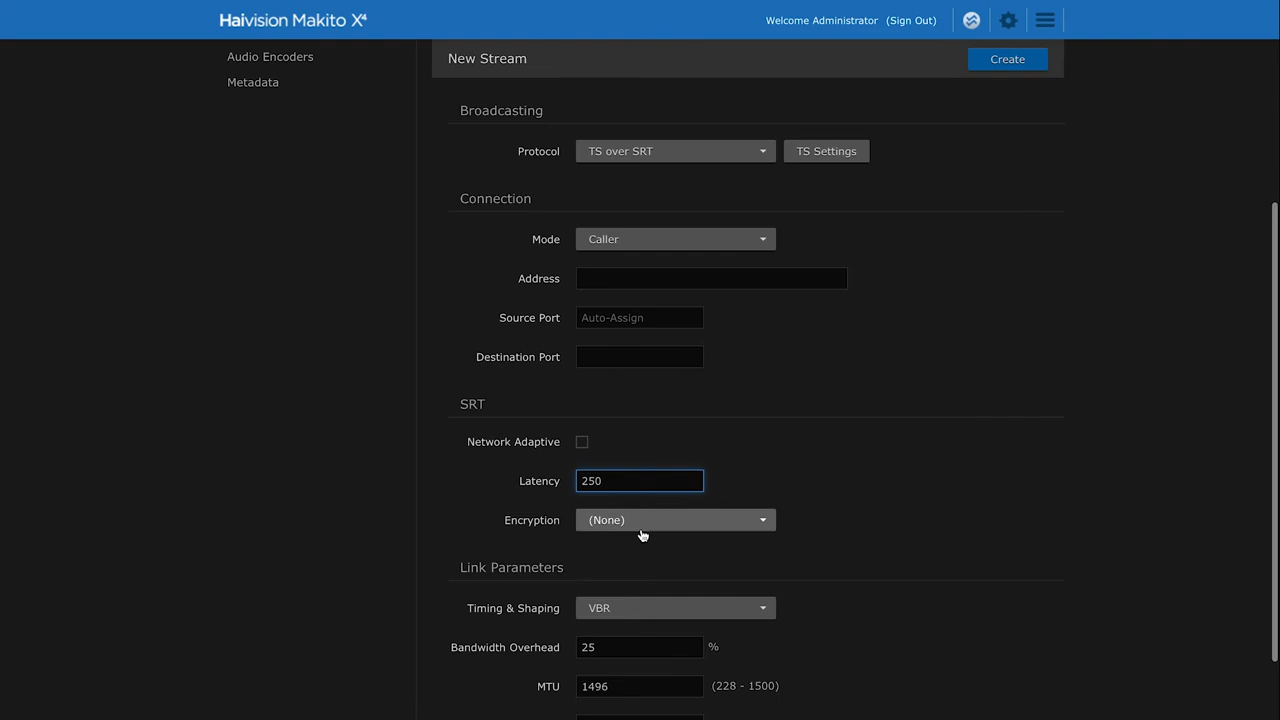 Haivision Makito X4
Welcome Administrator (Sign Out)
Audio Encoders
Metadata
New Stream
Create
Broadcasting
Protocol TS over SRT TS Settings
Connection
Mode Caller
Address
Source Port Auto-Assign
Destination Port
SRT
Network Adaptive
Latency 250
Encryption (None)
Link Parameters
Timing & Shaping VBR
Bandwidth Overhead 25 %
MTU 1496 (228 - 1500)